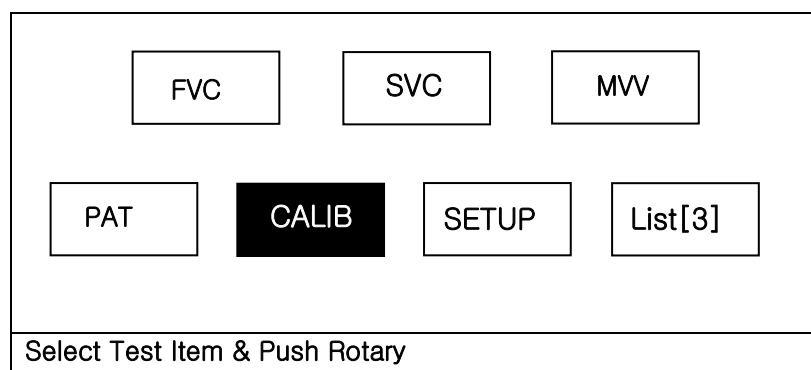 FVC SVC MVV
PAT CALIB SETUP List[3]
Select Test Item & Push Rotary